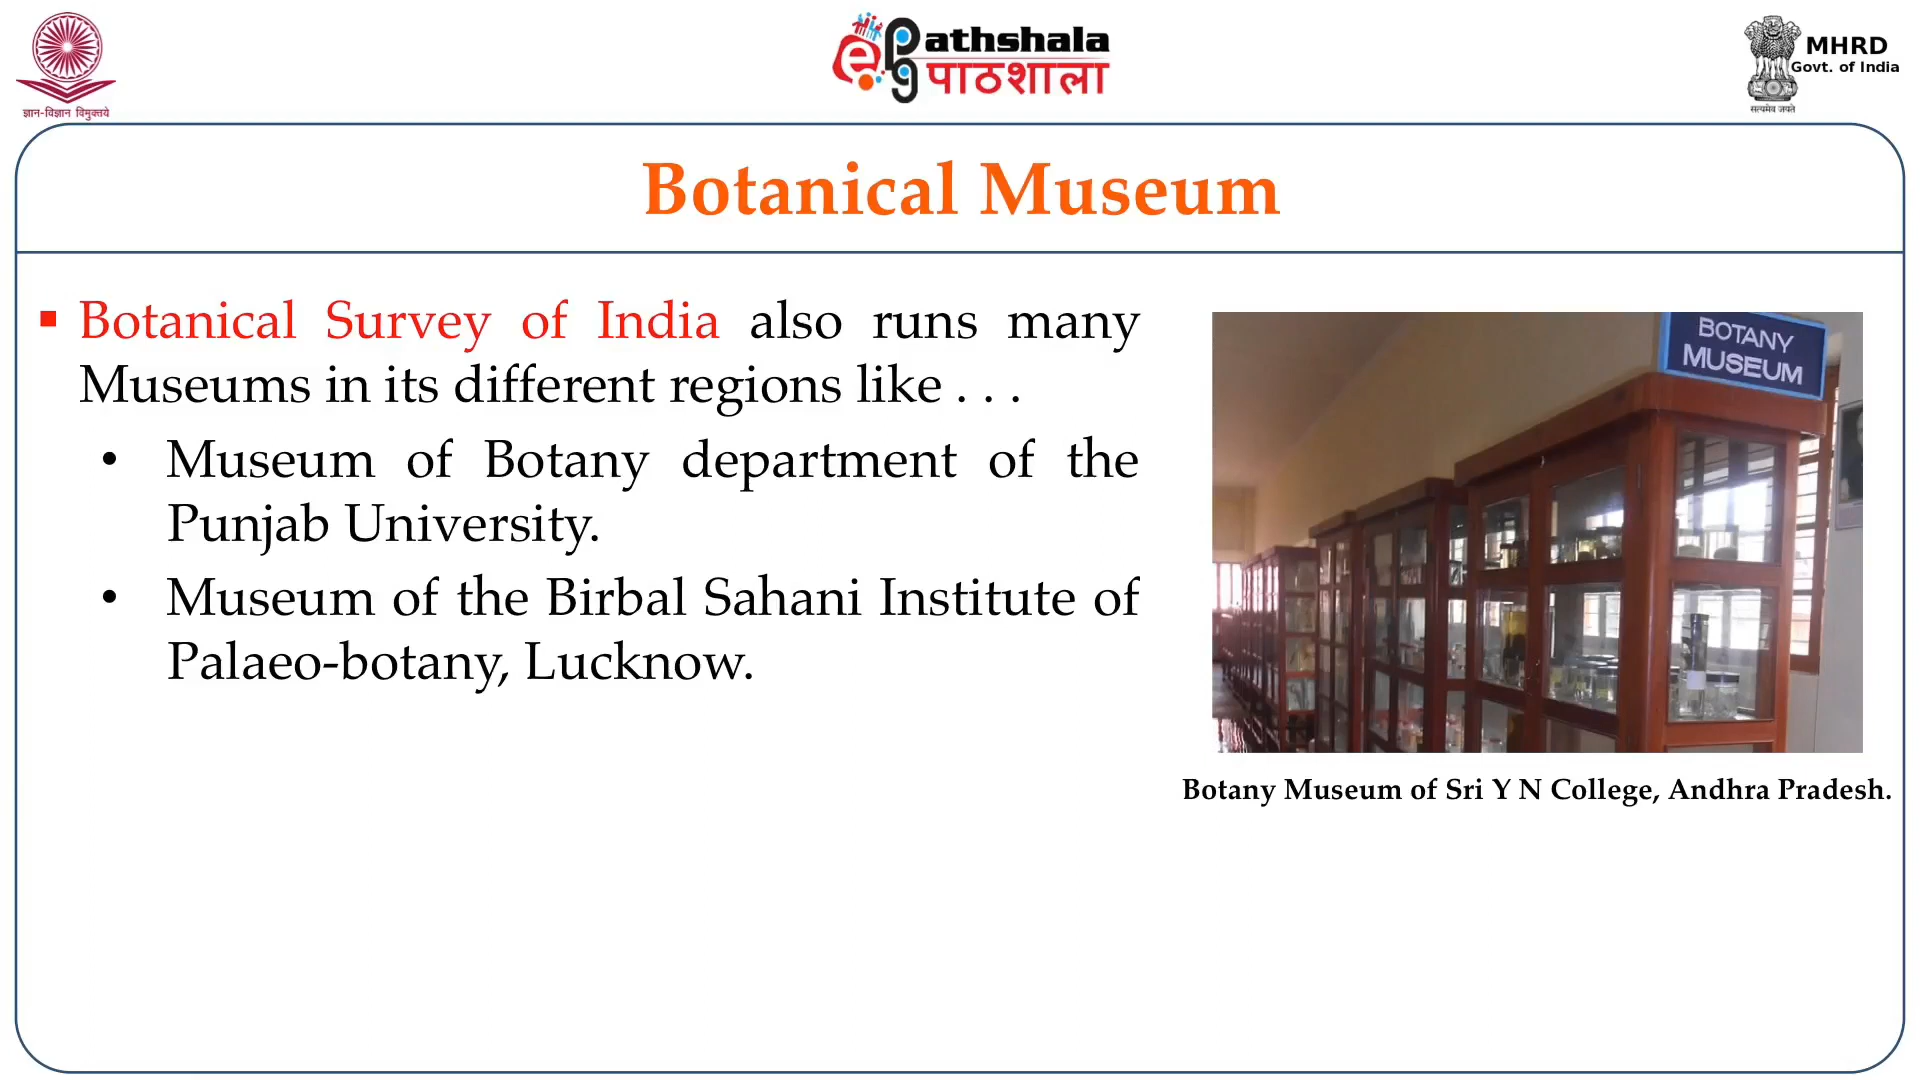 ज्ञान-विज्ञान विमुक्तये
ePg Pathshala
पाठशाला
MHRD
Govt. of India
सत्यमेव जयते
Botanical Museum
▪ Botanical Survey of India also runs many
Museums in its different regions like . . .
• Museum of Botany department of the
Punjab University.
• Museum of the Birbal Sahani Institute of
Palaeo-botany, Lucknow.
BOTANY
MUSEUM
Botany Museum of Sri Y N College, Andhra Pradesh.